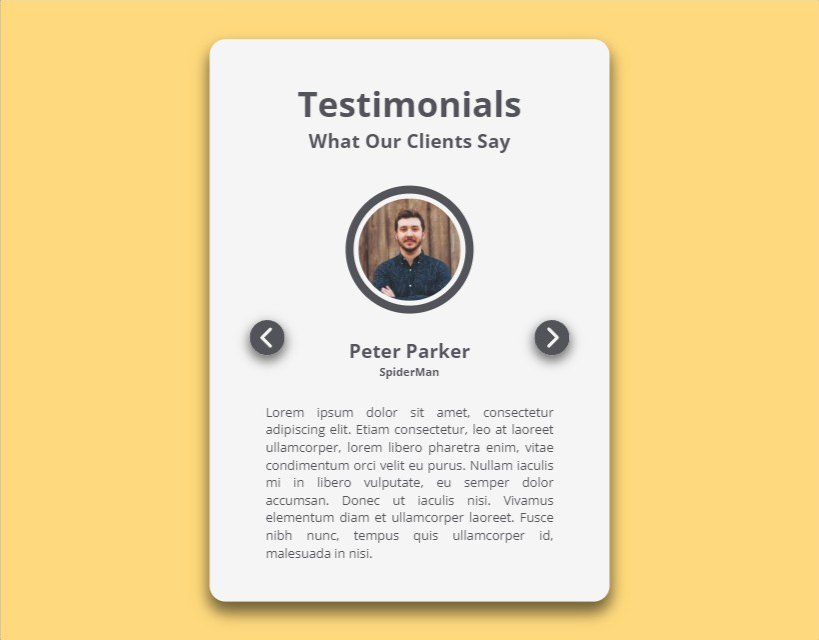 Testimonials
What Our Clients Say
Peter Parker
SpiderMan
Lorem ipsum dolor sit amet, consectetur
adipiscing elit. Etiam consectetur, leo at laoreet
ullamcorper, lorem libero pharetra enim, vitae
condimentum orci velit eu purus. Nullam iaculis
mi in libero vulputate, eu semper dolor
accumsan. Donec ut iaculis nisi. Vivamus
elementum diam et ullamcorper laoreet. Fusce
nibh nunc, tempus quis ullamcorper id,
malesuada in nisi.